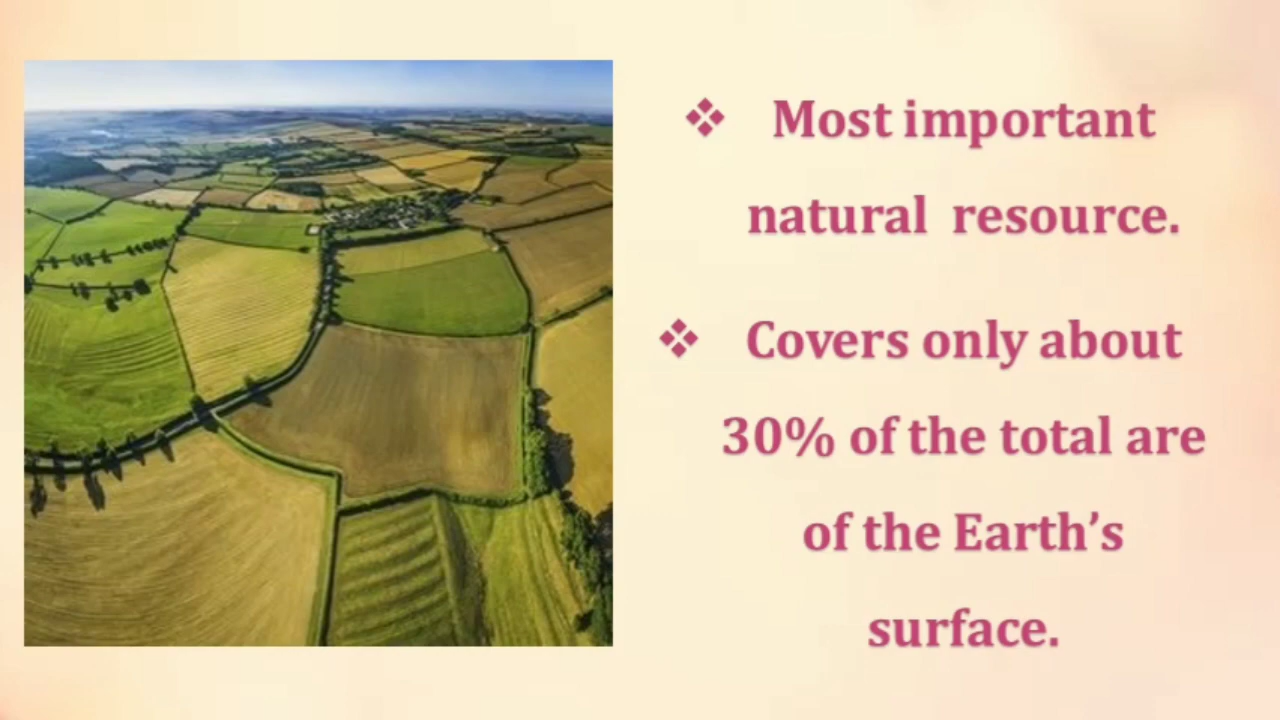 ❖ Most important
natural resource.
❖ Covers only about
30% of the total are
of the Earth’s
surface.